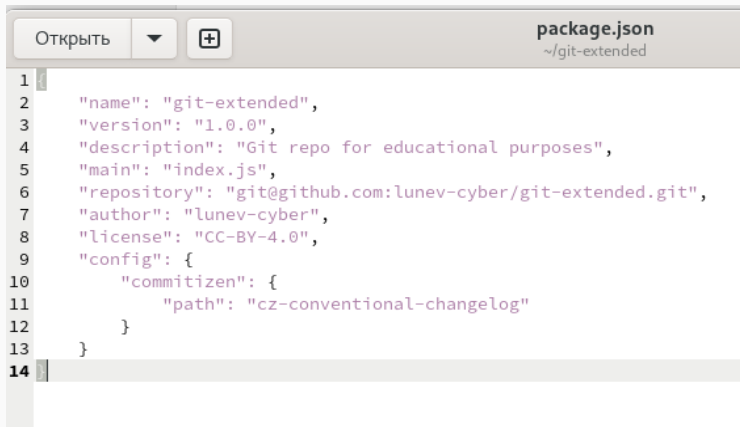 Открыть
package.json
~/git-extended
1 {
2     "name": "git-extended",
3     "version": "1.0.0",
4     "description": "Git repo for educational purposes",
5     "main": "index.js",
6     "repository": "git@github.com:lunev-cyber/git-extended.git",
7     "author": "lunev-cyber",
8     "license": "CC-BY-4.0",
9     "config": {
10         "commitizen": {
11             "path": "cz-conventional-changelog"
12         }
13     }
14 }